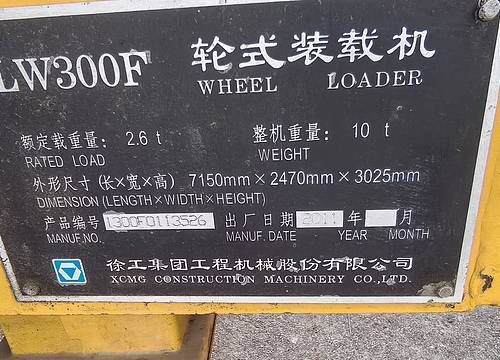 LW300F 轮式装载机
WHEEL LOADER
额定载重量: 2.6 t 整机重量: 10 t
RATED LOAD WEIGHT
外形尺寸 (长×宽×高) 7150mm × 2470mm × 3025mm
DIMENSION (LENGTH×WIDTH×HEIGHT)
产品编号 1300F0113526 出厂日期 2011 年 月
MANUF.NO. MANUF. DATE YEAR MONTH
徐工集团工程机械股份有限公司
XCMG CONSTRUCTION MACHINERY CO.,LTD.